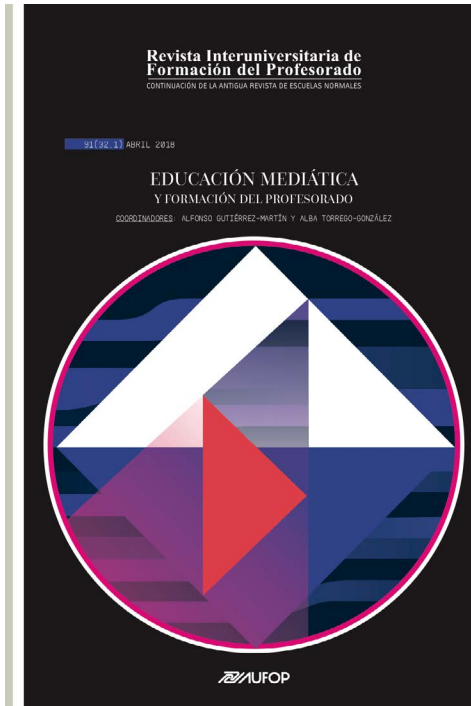 Revista Interuniversitaria de
Formación del Profesorado
CONTINUACIÓN DE LA ANTIGUA REVISTA DE ESCUELAS NORMALES
91(32.1) ABRIL 2018
EDUCACIÓN MEDIÁTICA
Y FORMACIÓN DEL PROFESORADO
COORDINADORES: ALFONSO GUTIÉRREZ-MARTÍN Y ALBA TORREGO-GONZÁLEZ
AUFOP